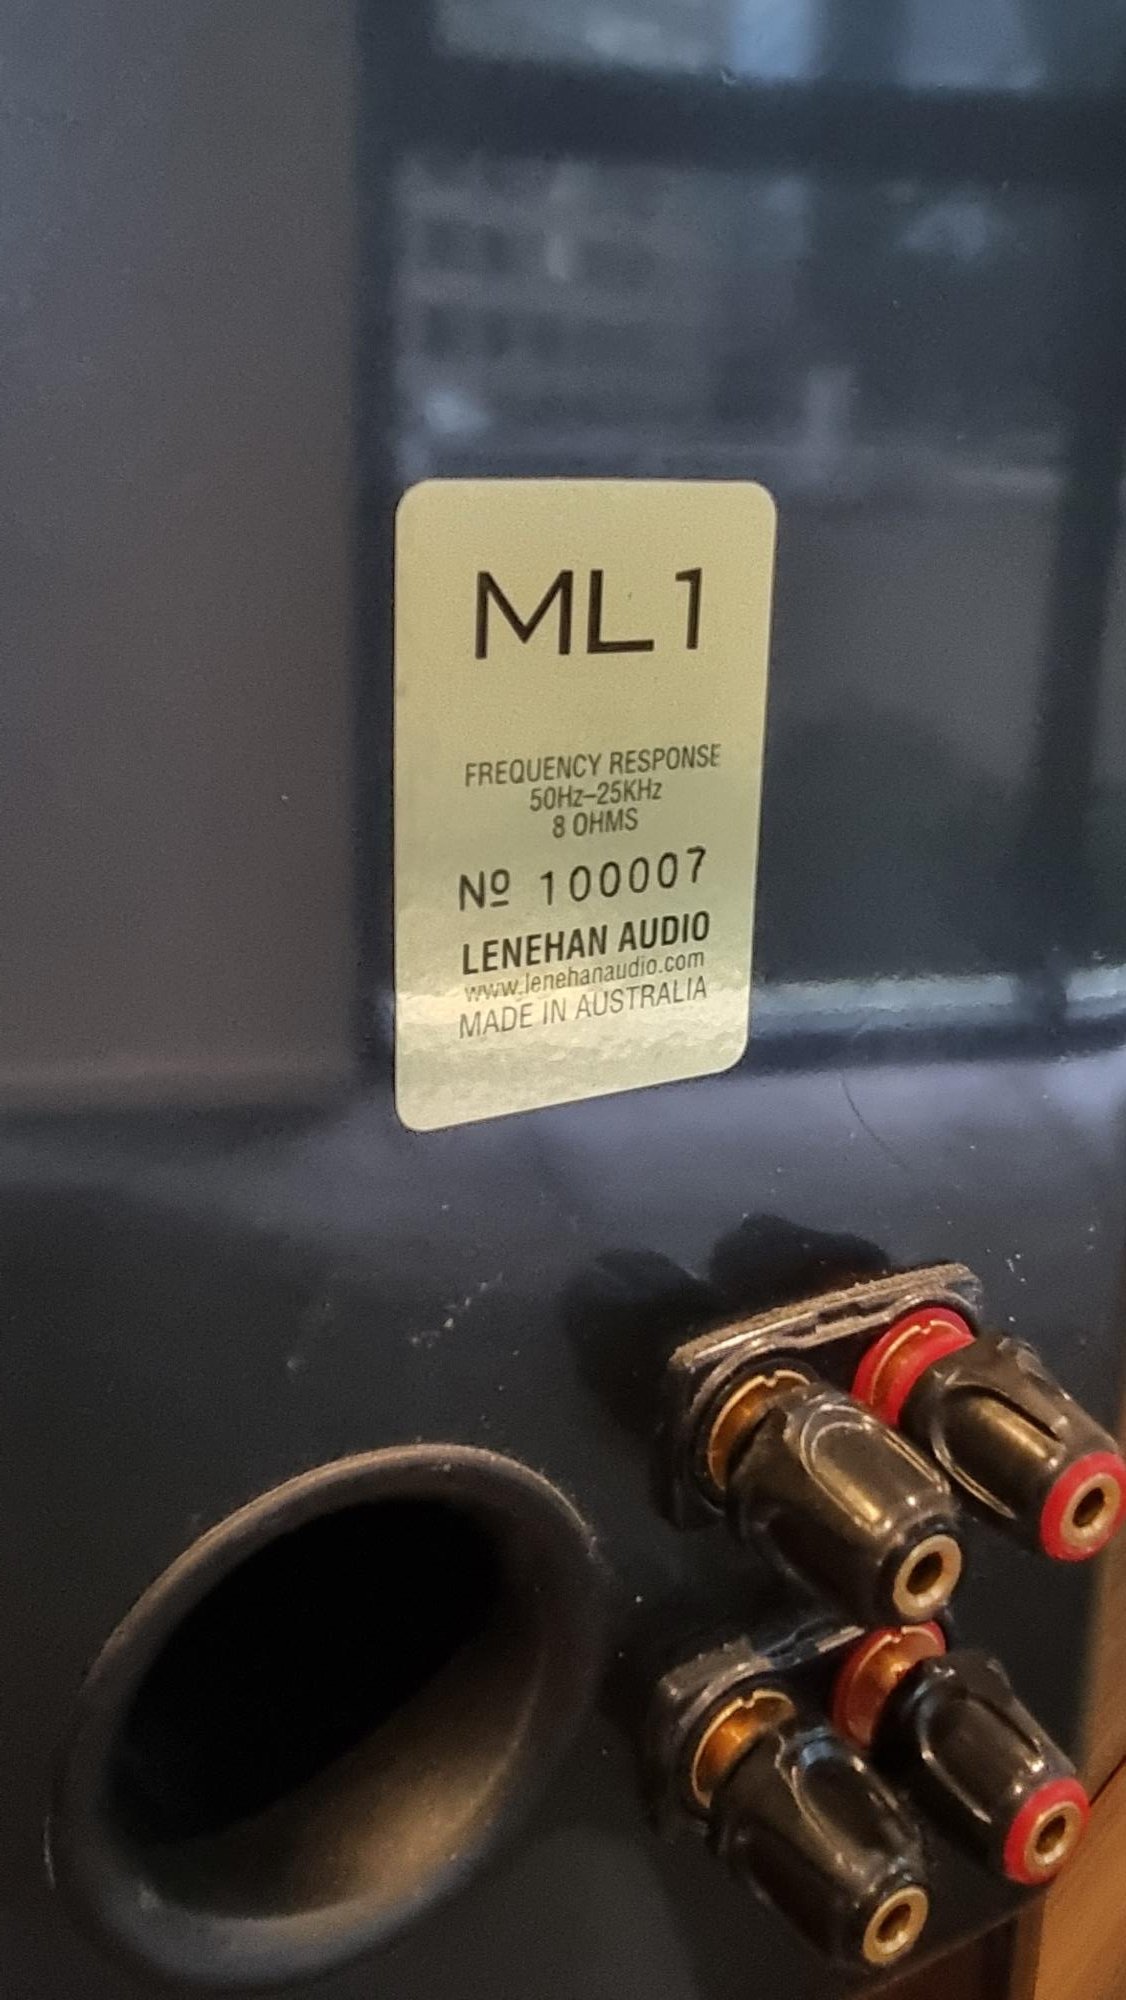 ML1
FREQUENCY RESPONSE
50Hz–25KHz
8 OHMS
Nº 100007
LENEHAN AUDIO
www.lenehanaudio.com
MADE IN AUSTRALIA